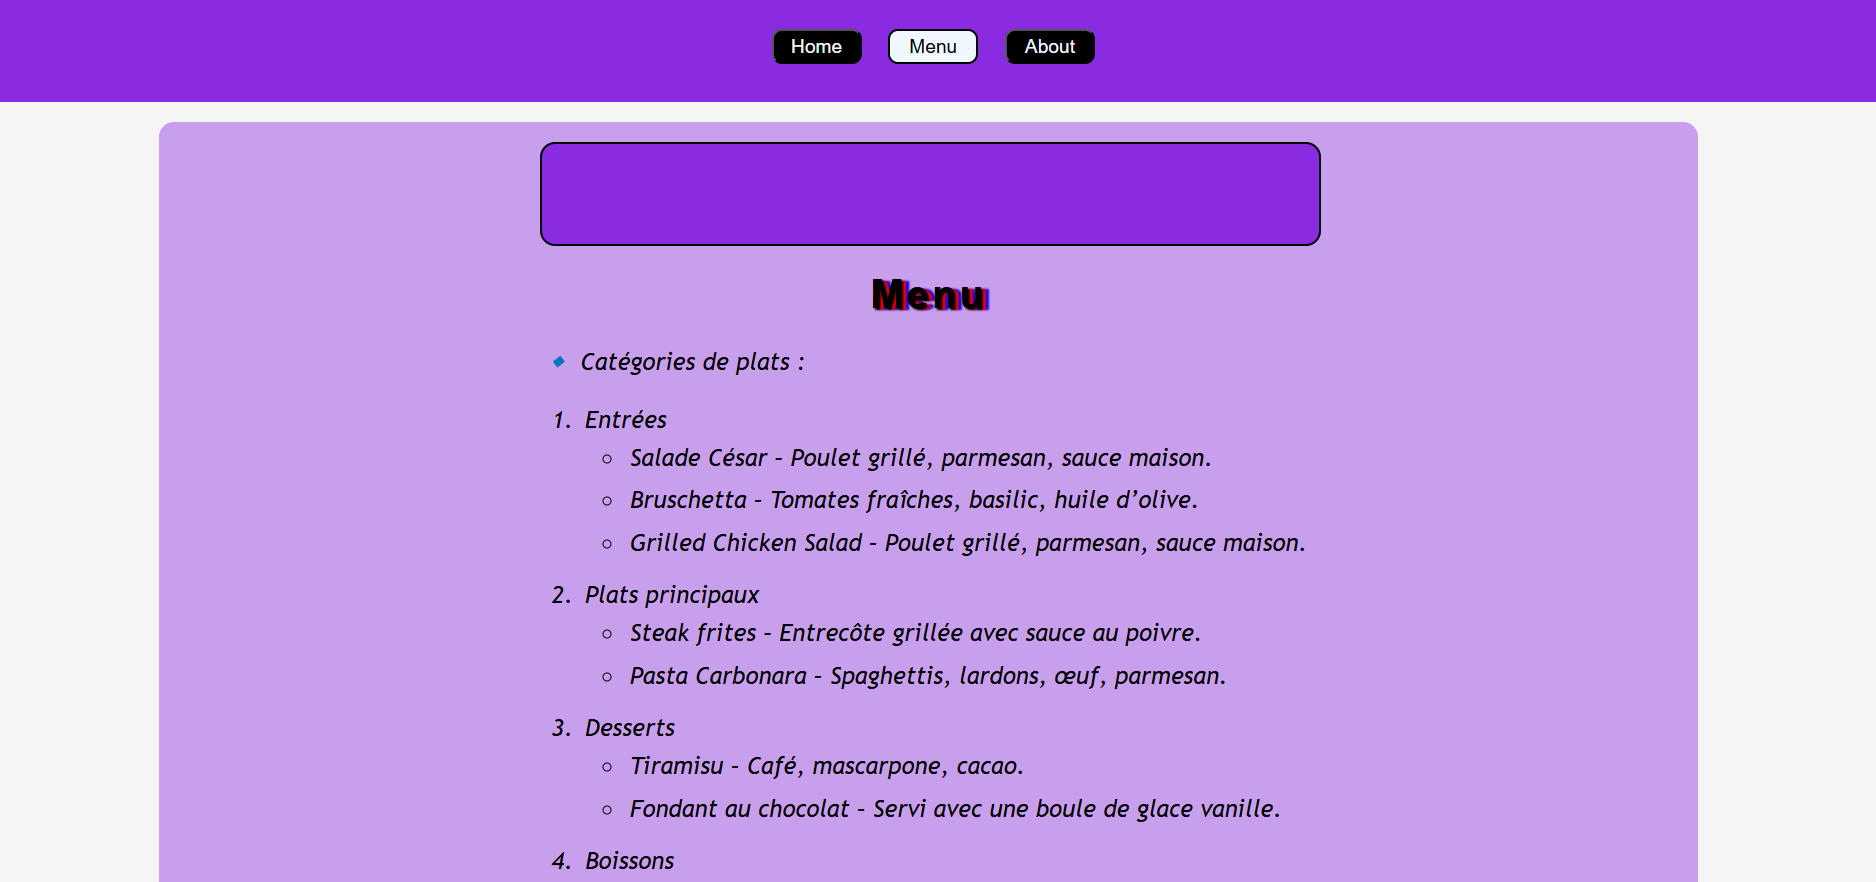 Home Menu About
Menu
Catégories de plats :
1. Entrées
Salade César – Poulet grillé, parmesan, sauce maison.
Bruschetta – Tomates fraîches, basilic, huile d’olive.
Grilled Chicken Salad – Poulet grillé, parmesan, sauce maison.
2. Plats principaux
Steak frites – Entrecôte grillée avec sauce au poivre.
Pasta Carbonara – Spaghettis, lardons, œuf, parmesan.
3. Desserts
Tiramisu – Café, mascarpone, cacao.
Fondant au chocolat – Servi avec une boule de glace vanille.
4. Boissons